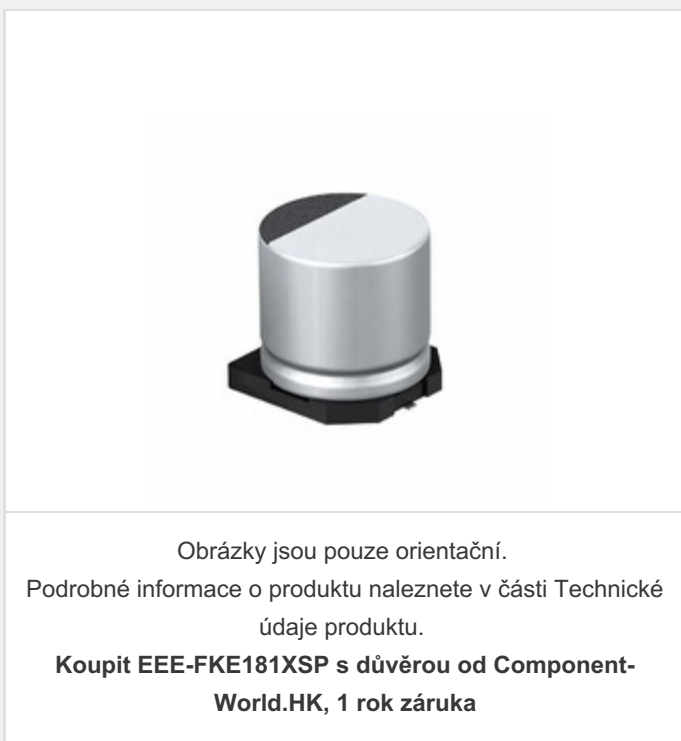 Obrázky jsou pouze orientační.
Podrobné informace o produktu naleznete v části Technické
údaje produktu.
Koupit EEE-FKE181XSP s důvěrou od Component-
World.HK, 1 rok záruka